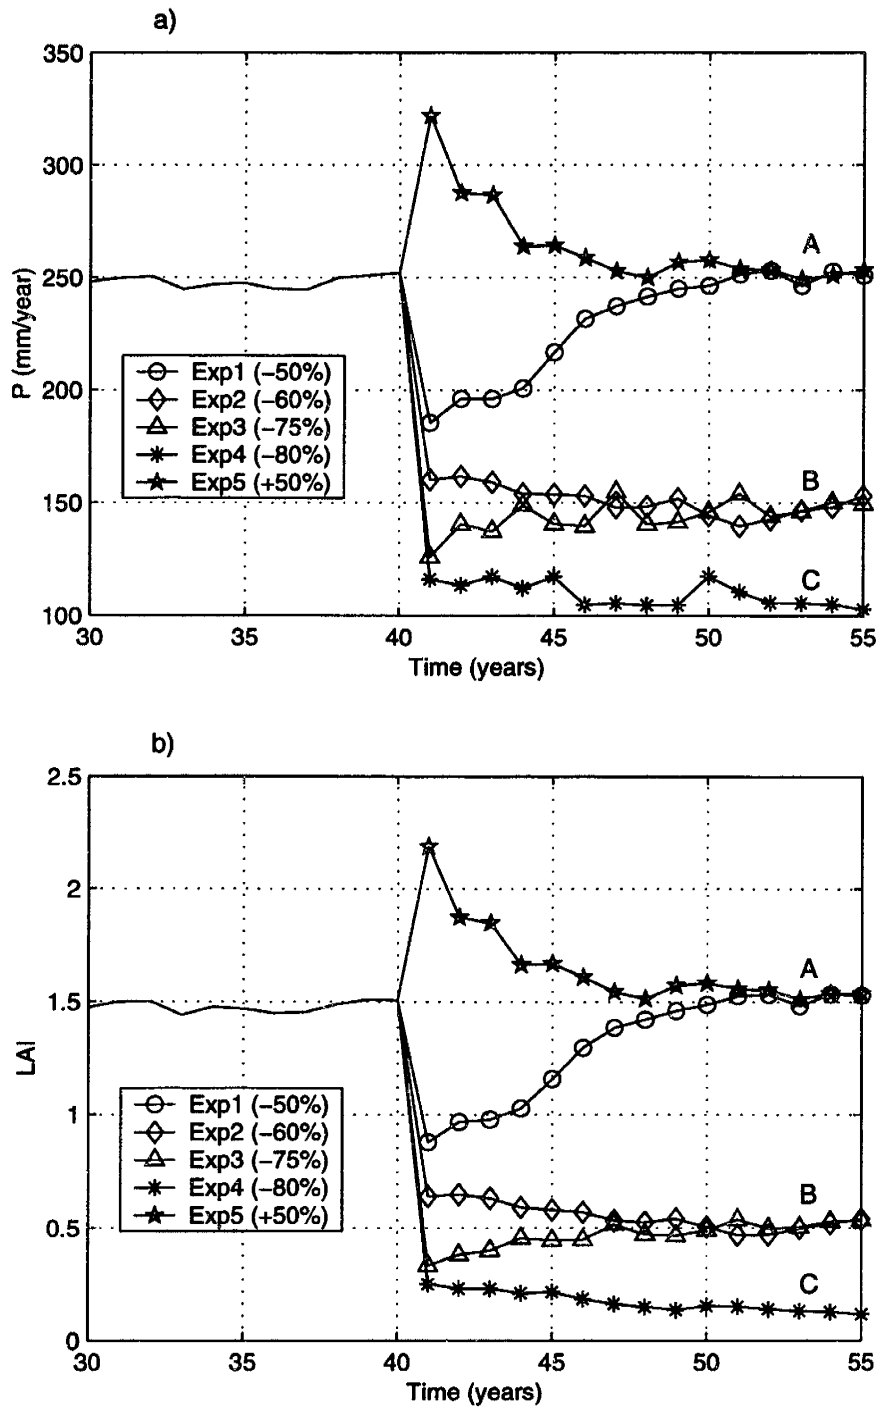 a)
350
300
250
200
150
100
P (mm/year)
A
B
C
Exp1 (−50%)
Exp2 (−60%)
Exp3 (−75%)
Exp4 (−80%)
Exp5 (+50%)
30 35 40 45 50 55
Time (years)
b)
2.5
2
1.5
1
0.5
0
LAI
A
B
C
Exp1 (−50%)
Exp2 (−60%)
Exp3 (−75%)
Exp4 (−80%)
Exp5 (+50%)
30 35 40 45 50 55
Time (years)